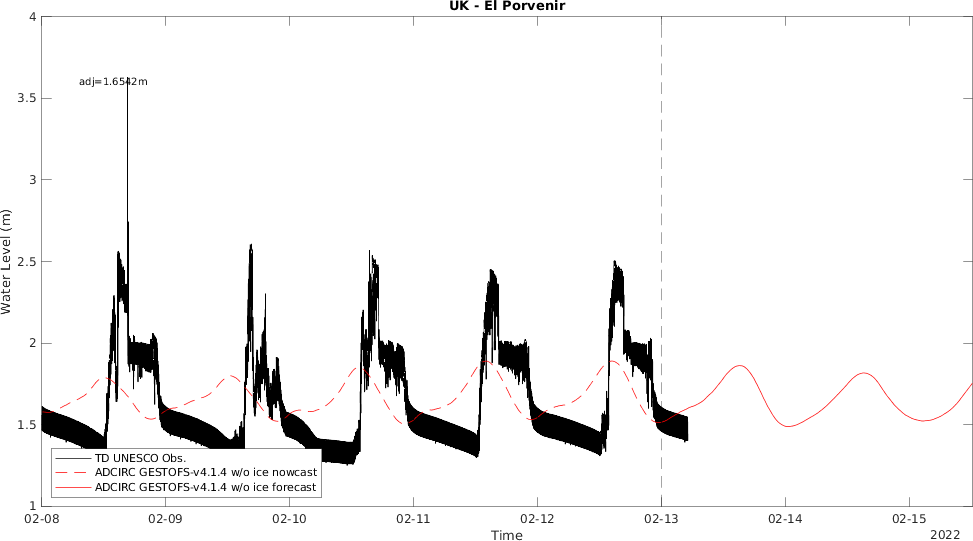 UK - El Porvenir
4
adj=1.6542m
3.5
3
2.5
2
1.5
1
Water Level (m)
TD UNESCO Obs.
ADCIRC GESTOFS-v4.1.4 w/o ice nowcast
ADCIRC GESTOFS-v4.1.4 w/o ice forecast
02-08 02-09 02-10 02-11 02-12 02-13 02-14 02-15
Time
2022